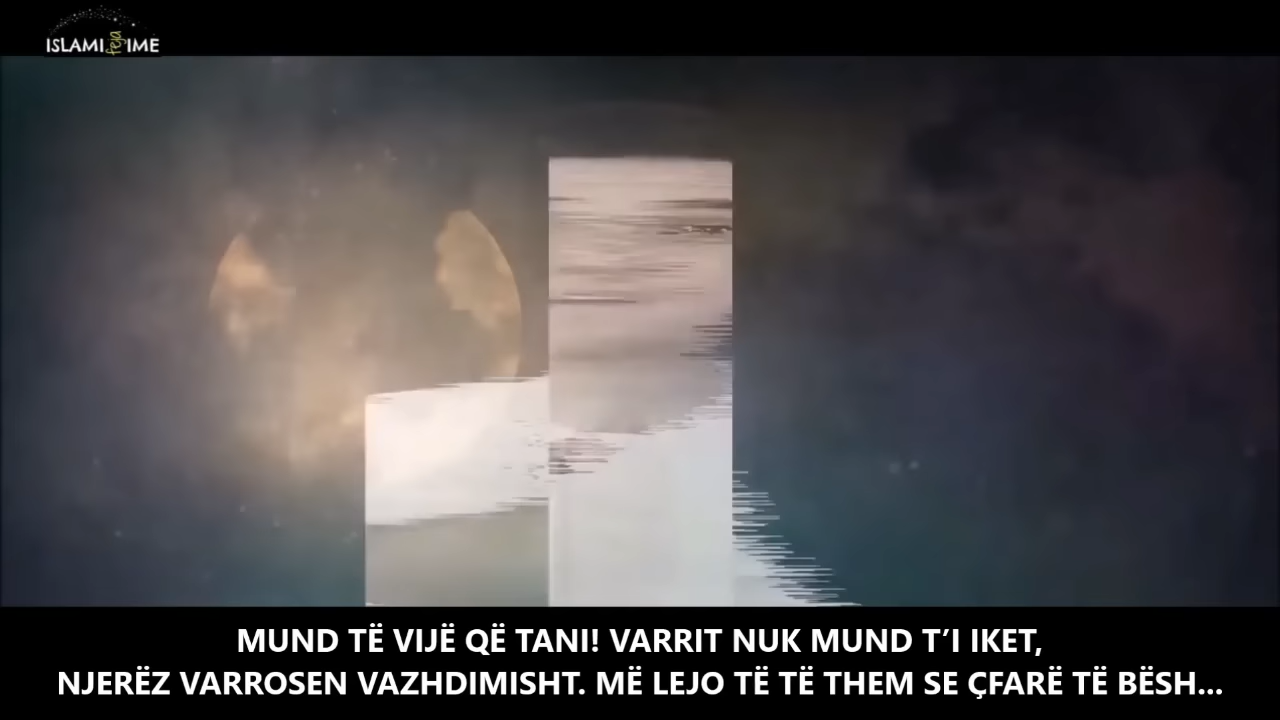 ISLAMI feja IME
MUND TË VIJË QË TANI! VARRIT NUK MUND T’I IKET,
NJERËZ VARROSEN VAZHDIMISHT. MË LEJO TË TË THEM SE ÇFARË TË BËSH...